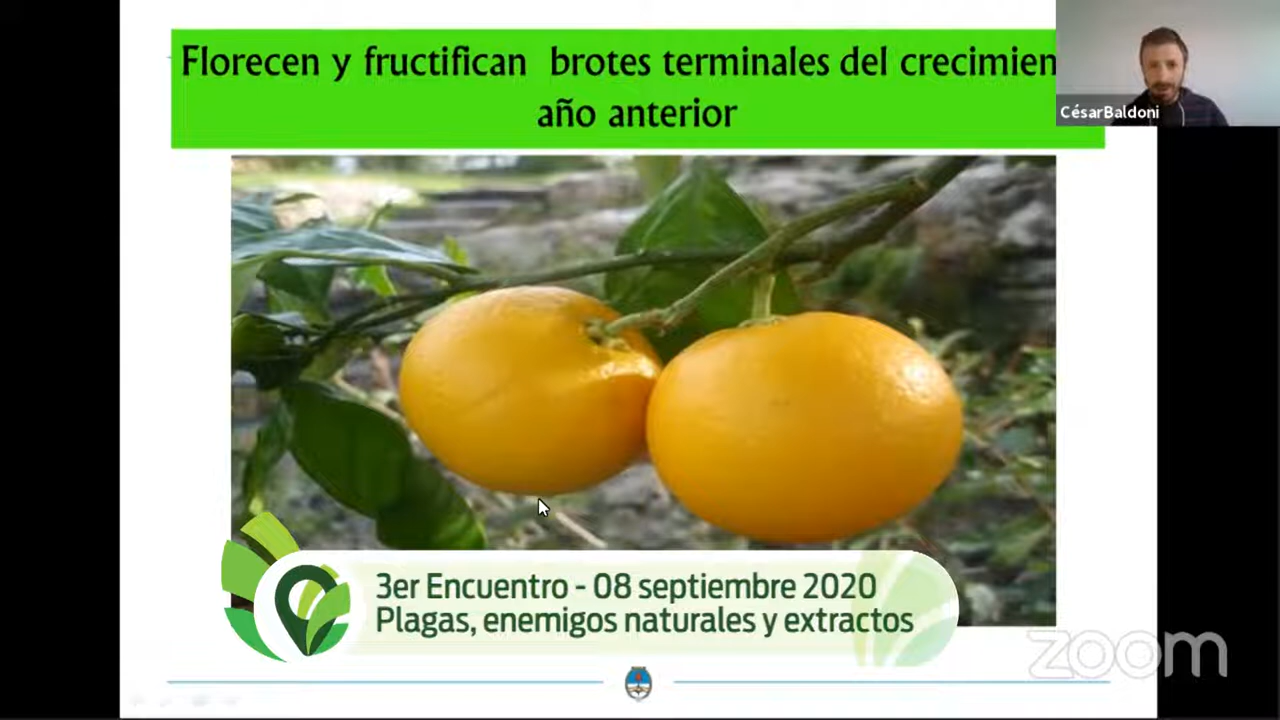 Florecen y fructifican brotes terminales del crecimien
año anterior
CésarBaldoni
3er Encuentro - 08 septiembre 2020
Plagas, enemigos naturales y extractos
zoom